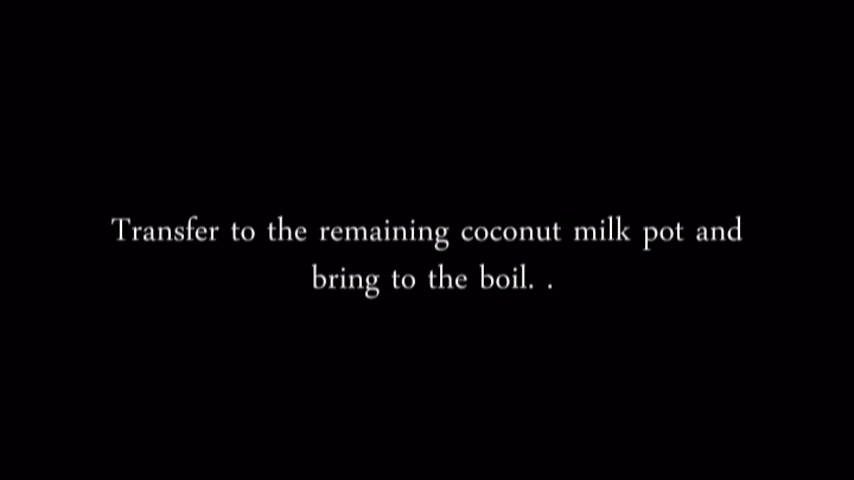 Transfer to the remaining coconut milk pot and
bring to the boil. .